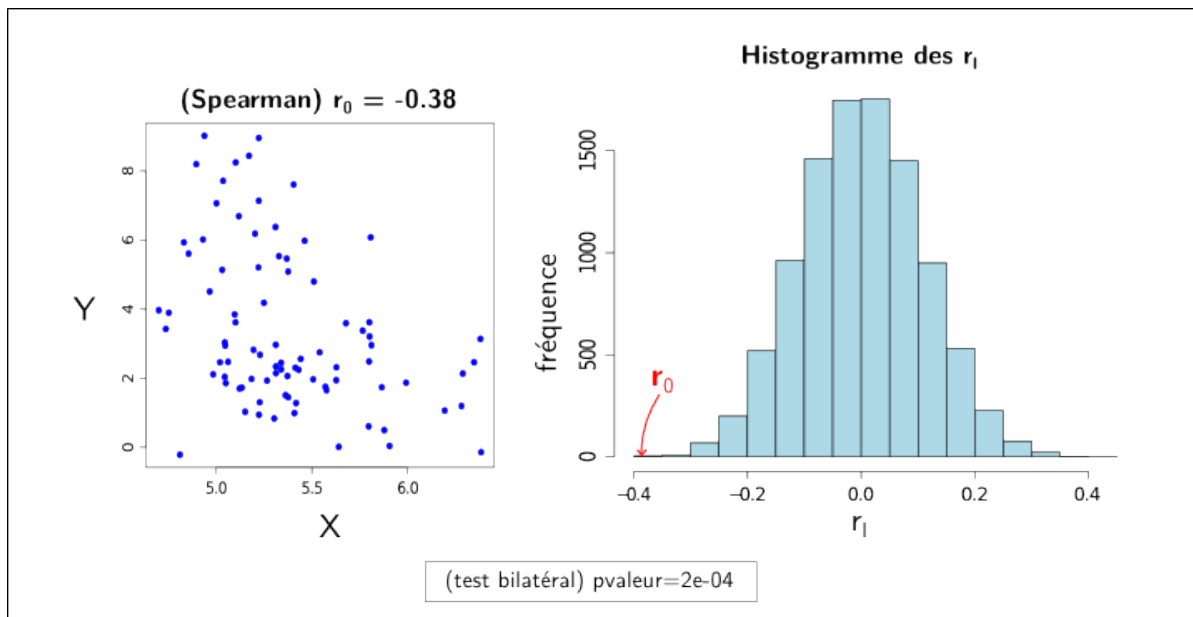 Histogramme des rₗ
(Spearman) r₀ = -0.38
8
6
4
2
0
Y
5.0 5.5 6.0
X
1500
1000
500
0
fréquence
r₀
−0.4 −0.2 0.0 0.2 0.4
rₗ
(test bilatéral) pvaleur=2e-04